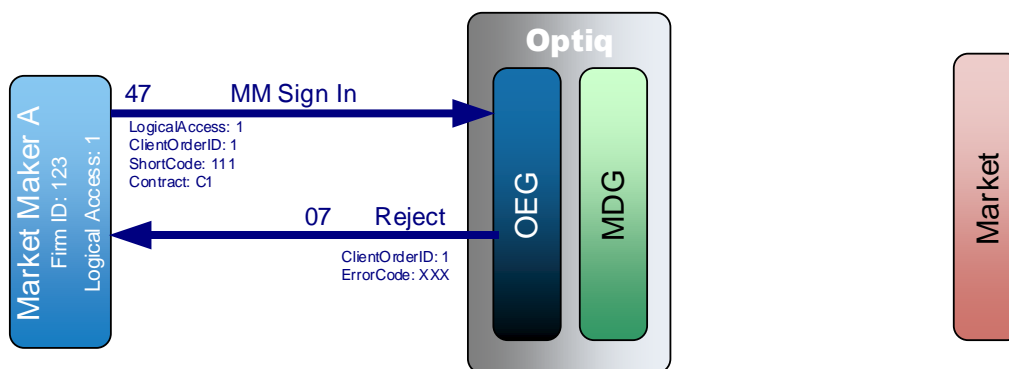 Optiq
Market Maker A
Firm ID: 123
Logical Access: 1
47 MM Sign In
LogicalAccess: 1
ClientOrderID: 1
ShortCode: 111
Contract: C1
07 Reject
ClientOrderID: 1
ErrorCode: XXX
OEG
MDG
Market